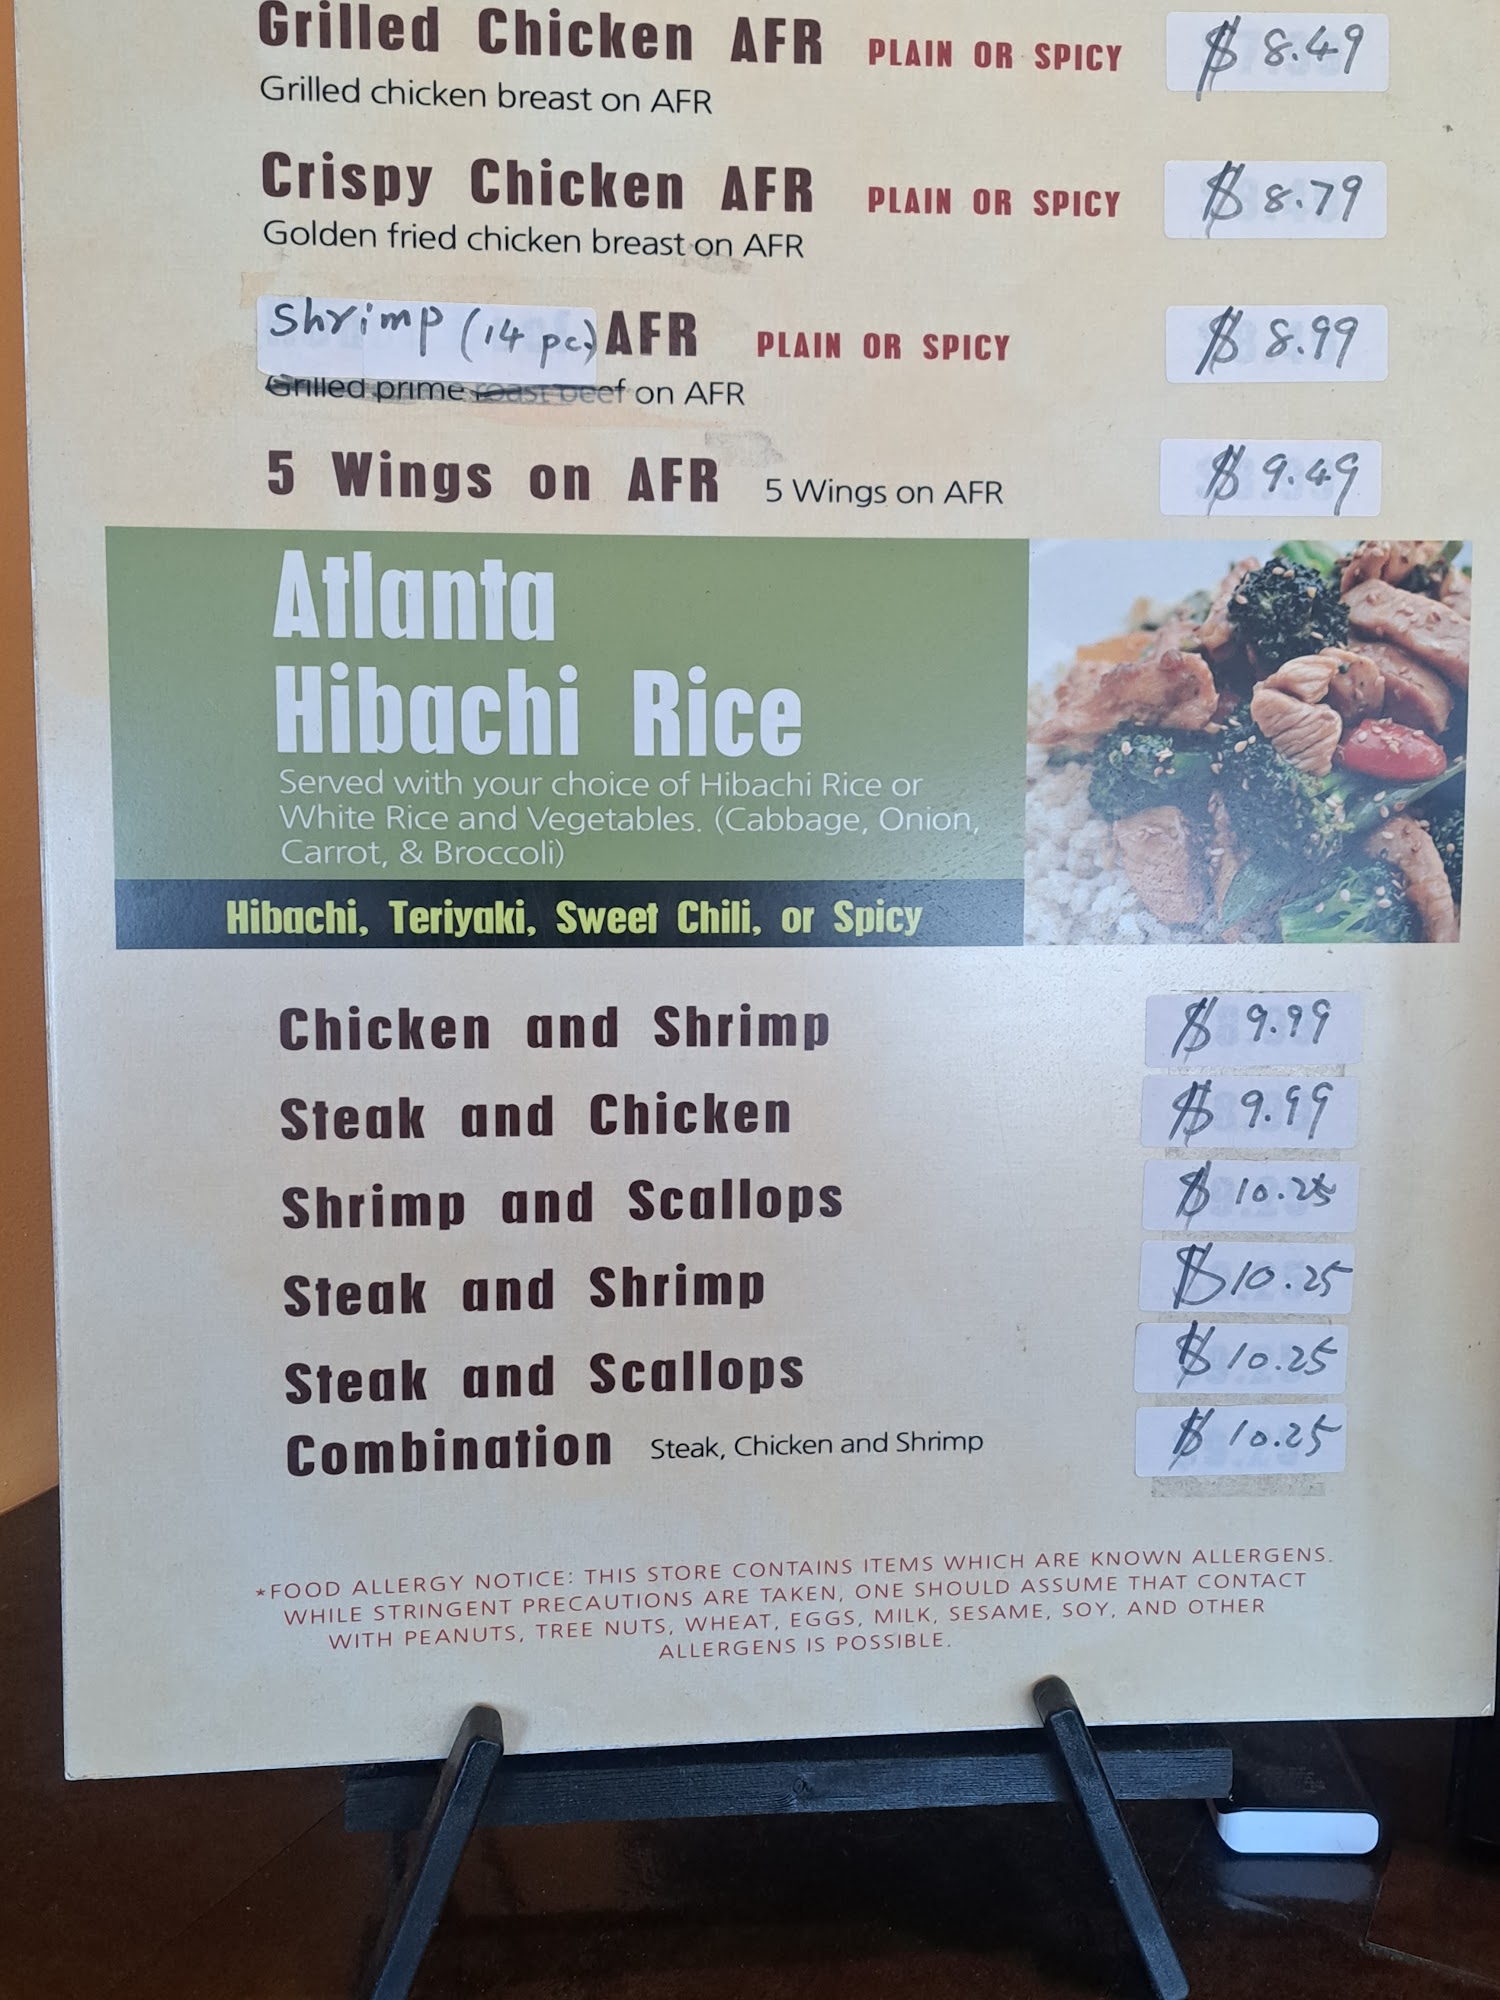 Grilled Chicken AFR PLAIN OR SPICY $ 8.49
Grilled chicken breast on AFR
Crispy Chicken AFR PLAIN OR SPICY $ 8.79
Golden fried chicken breast on AFR
Shrimp (14 pc) AFR PLAIN OR SPICY $ 8.99
Grilled prime roast beef on AFR
5 Wings on AFR 5 Wings on AFR $ 9.49
Atlanta
Hibachi Rice
Served with your choice of Hibachi Rice or
White Rice and Vegetables. (Cabbage, Onion,
Carrot, & Broccoli)
Hibachi, Teriyaki, Sweet Chili, or Spicy
Chicken and Shrimp $ 9.99
Steak and Chicken $ 9.99
Shrimp and Scallops $ 10.25
Steak and Shrimp $ 10.25
Steak and Scallops $ 10.25
Combination Steak, Chicken and Shrimp $ 10.25
*FOOD ALLERGY NOTICE: THIS STORE CONTAINS ITEMS WHICH ARE KNOWN ALLERGENS.
WHILE STRINGENT PRECAUTIONS ARE TAKEN, ONE SHOULD ASSUME THAT CONTACT
WITH PEANUTS, TREE NUTS, WHEAT, EGGS, MILK, SESAME, SOY, AND OTHER
ALLERGENS IS POSSIBLE.